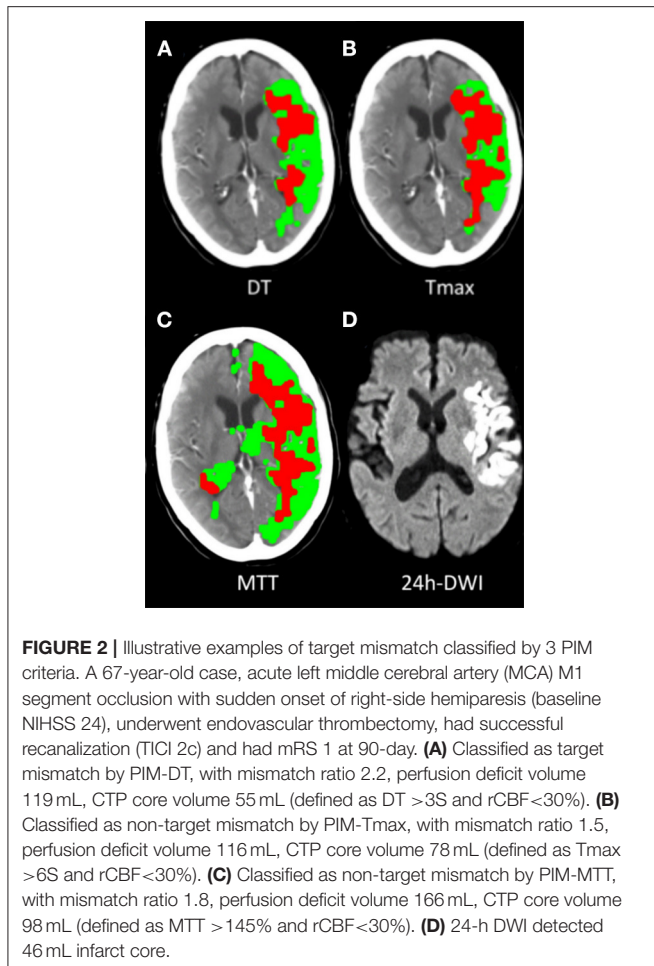 A
B
DT
Tmax
C
D
MTT
24h-DWI
FIGURE 2 | Illustrative examples of target mismatch classified by 3 PIM
criteria. A 67-year-old case, acute left middle cerebral artery (MCA) M1
segment occlusion with sudden onset of right-side hemiparesis (baseline
NIHSS 24), underwent endovascular thrombectomy, had successful
recanalization (TICI 2c) and had mRS 1 at 90-day. (A) Classified as target
mismatch by PIM-DT, with mismatch ratio 2.2, perfusion deficit volume
119 mL, CTP core volume 55 mL (defined as DT >3S and rCBF<30%). (B)
Classified as non-target mismatch by PIM-Tmax, with mismatch ratio 1.5,
perfusion deficit volume 116 mL, CTP core volume 78 mL (defined as Tmax
>6S and rCBF<30%). (C) Classified as non-target mismatch by PIM-MTT,
with mismatch ratio 1.8, perfusion deficit volume 166 mL, CTP core volume
98 mL (defined as MTT >145% and rCBF<30%). (D) 24-h DWI detected
46 mL infarct core.